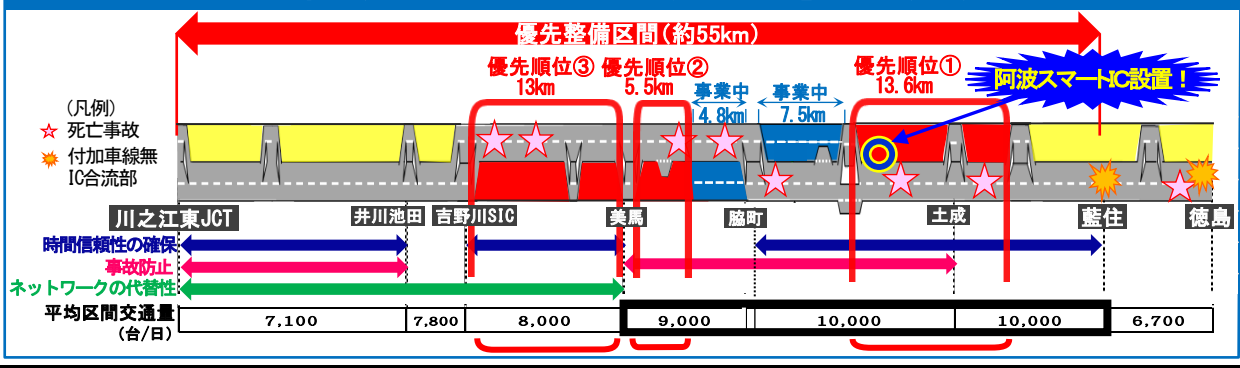 優先整備区間(約55km)
優先順位③
13km
優先順位②
5.5km
事業中
4.8km
事業中
7.5km
優先順位①
13.6km
阿波スマートIC設置！
(凡例)
死亡事故
付加車線無
IC合流部
川之江東JCT
井川池田
吉野川SIC
美馬
脇町
土成
藍住
徳島
時間信頼性の確保
事故防止
ネットワークの代替性
平均区間交通量
(台/日)
7,100
7,800
8,000
9,000
10,000
10,000
6,700